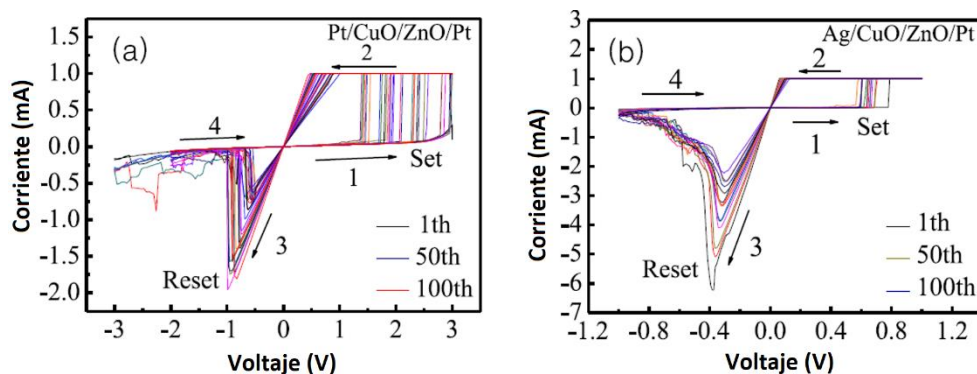 (a)
Pt/CuO/ZnO/Pt
Corriente (mA)
1.5
1.0
0.5
0.0
-0.5
-1.0
-1.5
-2.0
2
4
1
Set
3
Reset
1th
50th
100th
-3 -2 -1 0 1 2 3
Voltaje (V)
(b)
Ag/CuO/ZnO/Pt
Corriente (mA)
3
2
1
0
-1
-2
-3
-4
-5
-6
-7
2
4
1
Set
3
Reset
1th
50th
100th
-1.2 -0.8 -0.4 0.0 0.4 0.8 1.2
Voltaje (V)